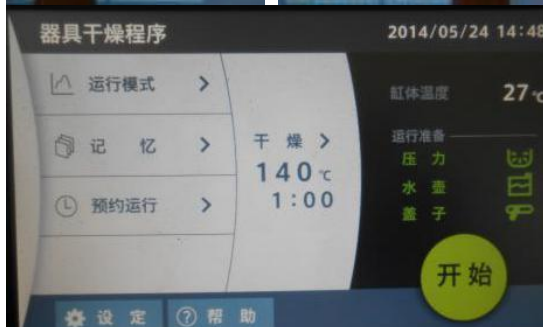 器具干燥程序
2014/05/24 14:48
运行模式
缸体温度 27℃
运行准备
记 忆
干 燥
压 力
140℃
水 壶
预约运行
1:00
盖 子
开 始
设 定
帮 助